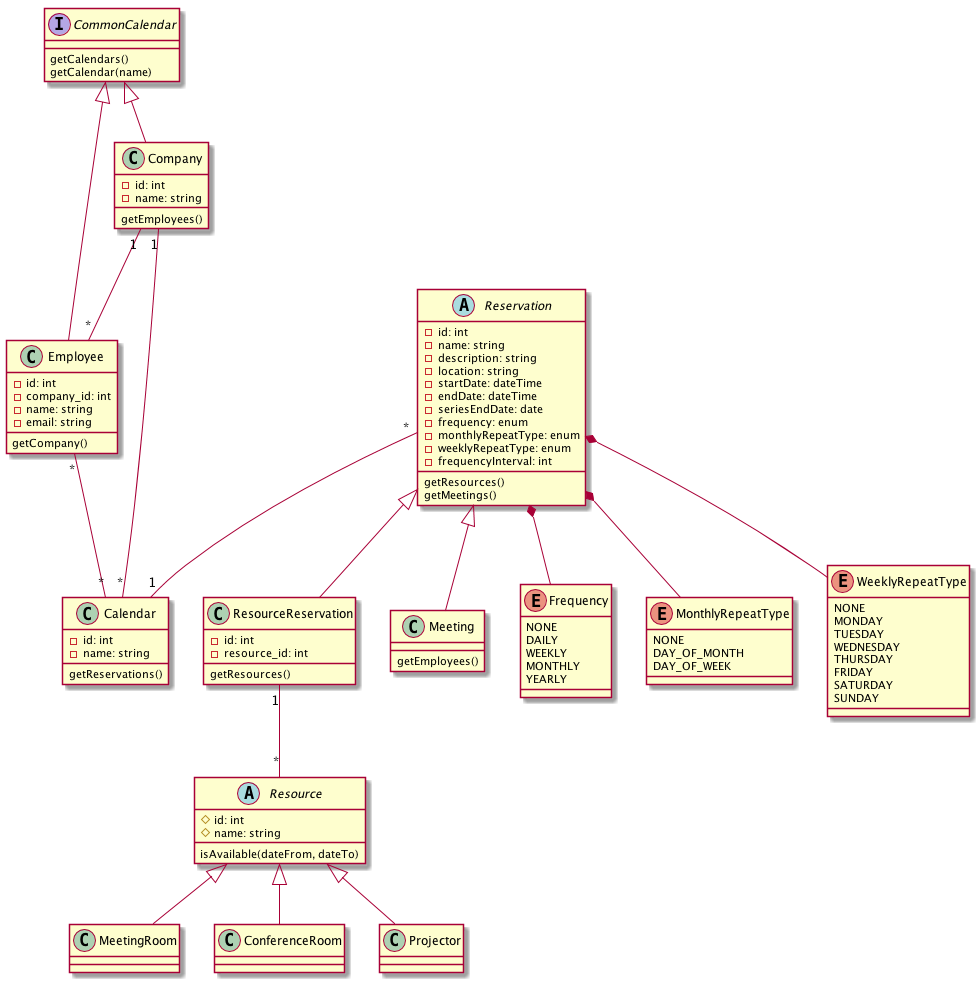 I CommonCalendar
getCalendars()
getCalendar(name)
C Company
id: int
name: string
getEmployees()
1 1
*
C Employee
id: int
company_id: int
name: string
email: string
getCompany()
*
* *
A Reservation
id: int
name: string
description: string
location: string
startDate: dateTime
endDate: dateTime
seriesEndDate: date
frequency: enum
monthlyRepeatType: enum
weeklyRepeatType: enum
frequencyInterval: int
getResources()
getMeetings()
*
1
C Calendar
id: int
name: string
getReservations()
C ResourceReservation
id: int
resource_id: int
getResources()
1
*
C Meeting
getEmployees()
E Frequency
NONE
DAILY
WEEKLY
MONTHLY
YEARLY
E MonthlyRepeatType
NONE
DAY_OF_MONTH
DAY_OF_WEEK
E WeeklyRepeatType
NONE
MONDAY
TUESDAY
WEDNESDAY
THURSDAY
FRIDAY
SATURDAY
SUNDAY
A Resource
id: int
name: string
isAvailable(dateFrom, dateTo)
C MeetingRoom
C ConferenceRoom
C Projector